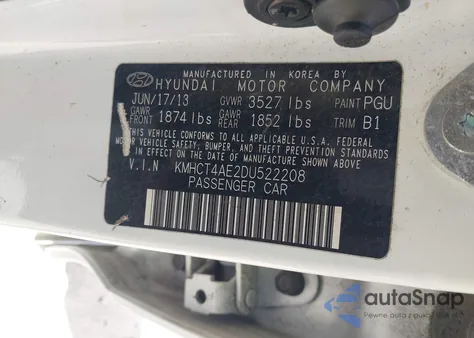 MANUFACTURED IN KOREA BY
HYUNDAI MOTOR COMPANY
JUN/17/13 GVWR 3527 lbs PAINT PGU
GAWR FRONT 1874 lbs GAWR REAR 1852 lbs TRIM B1
THIS VEHICLE CONFORMS TO ALL APPLICABLE U.S.A. FEDERAL
MOTOR VEHICLE SAFETY, BUMPER, AND THEFT PREVENTION
STANDARDS IN EFFECT ON THE DATE OF MANUFACTURE SHOWN ABOVE.
V.I.N KMHCT4AE2DU522208
PASSENGER CAR
autoSnap
Pewne auto z